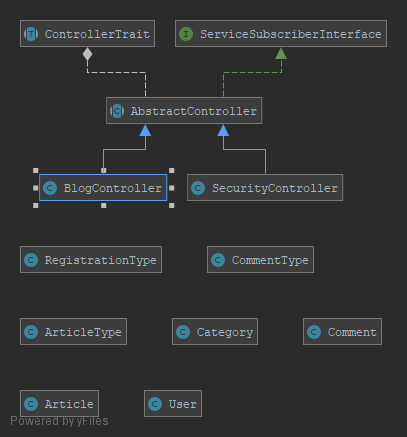 ControllerTrait
ServiceSubscriberInterface
AbstractController
BlogController
SecurityController
RegistrationType
CommentType
ArticleType
Category
Comment
Article
User
Powered by yFiles